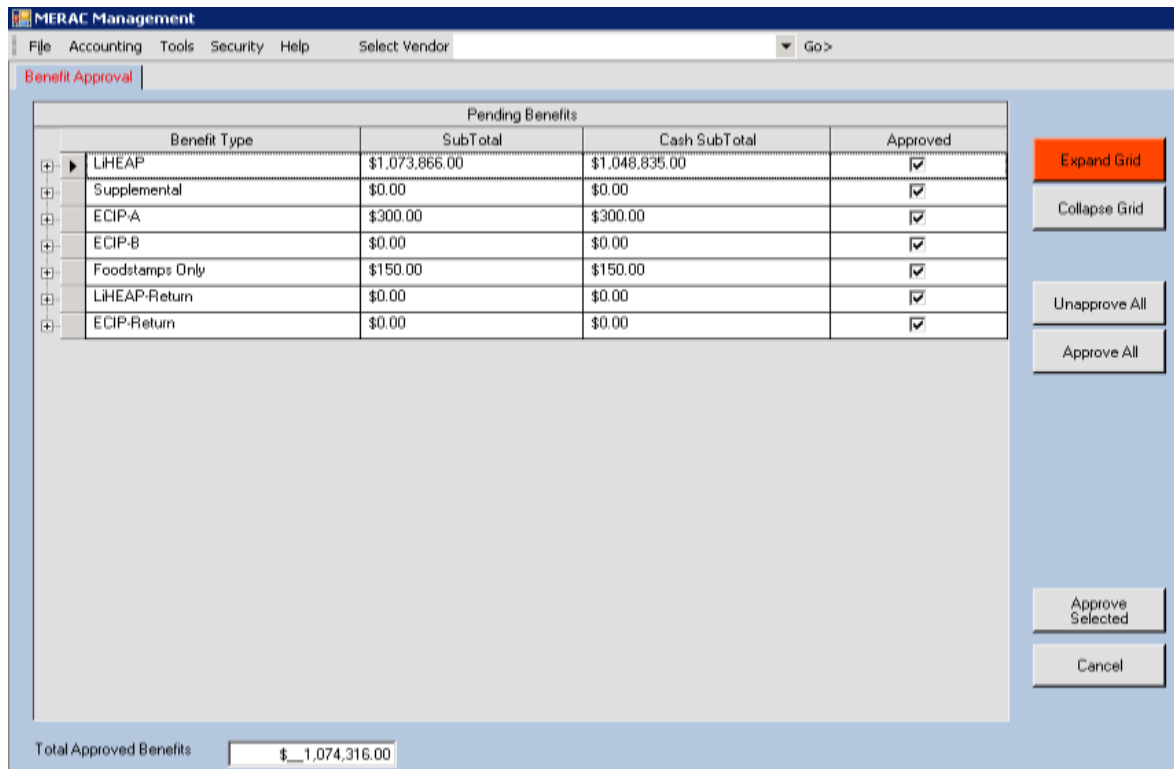 MERAC Management
File Accounting Tools Security Help Select Vendor Go>
Benefit Approval
Pending Benefits
Benefit Type SubTotal Cash SubTotal Approved
LiHEAP $1,073,866.00 $1,048,835.00
Supplemental $0.00 $0.00
ECIP-A $300.00 $300.00
ECIP-B $0.00 $0.00
Foodstamps Only $150.00 $150.00
LiHEAP-Return $0.00 $0.00
ECIP-Return $0.00 $0.00
Expand Grid
Collapse Grid
Unapprove All
Approve All
Approve
Selected
Cancel
Total Approved Benefits $__1,074,316.00